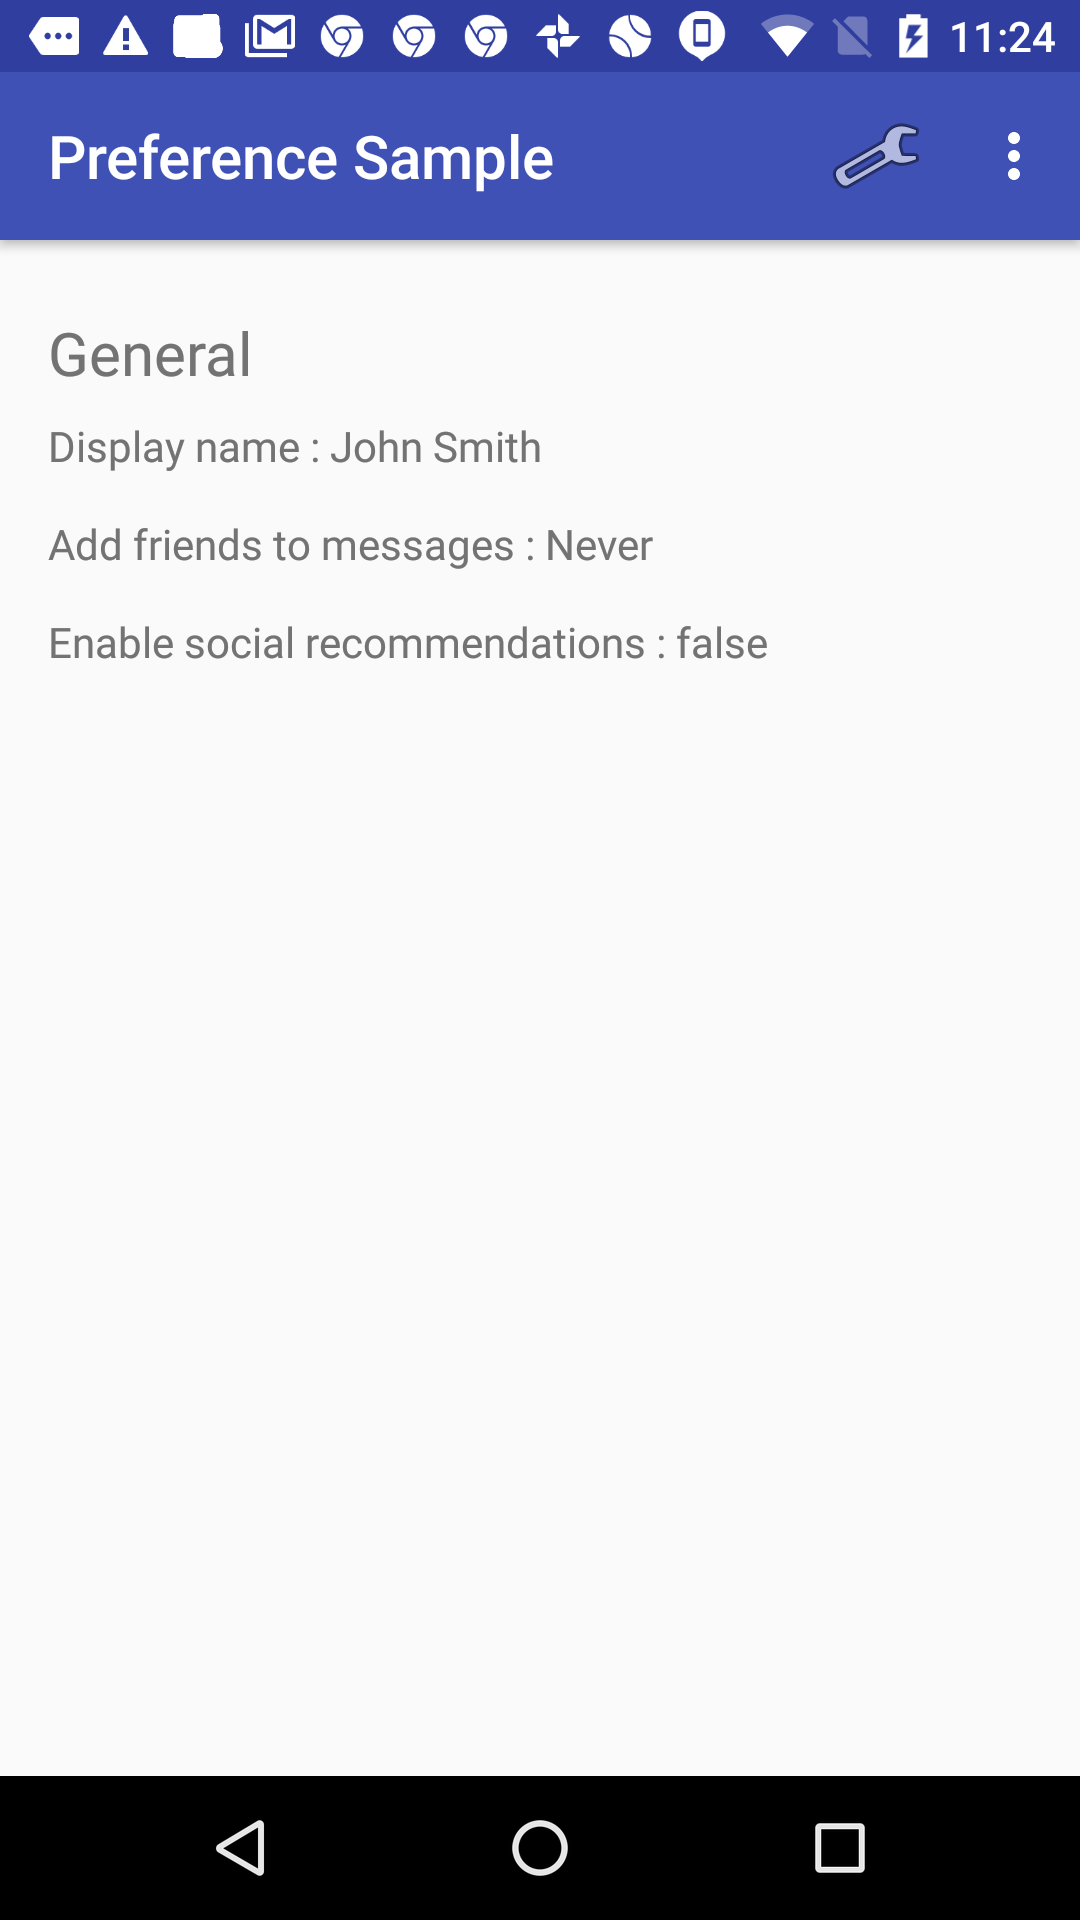 11:24
Preference Sample
General
Display name : John Smith
Add friends to messages : Never
Enable social recommendations : false